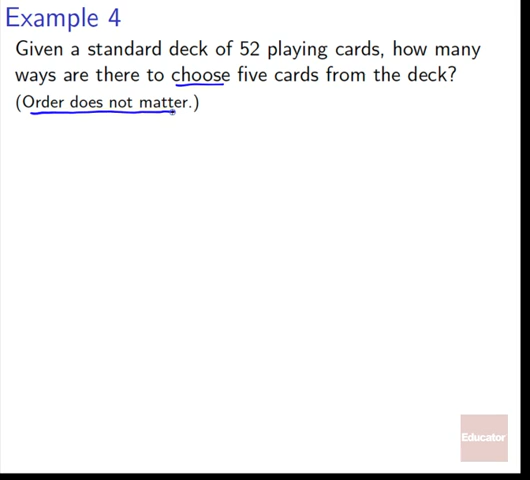 Example 4
Given a standard deck of 52 playing cards, how many
ways are there to choose five cards from the deck?
(Order does not matter.)
Educator